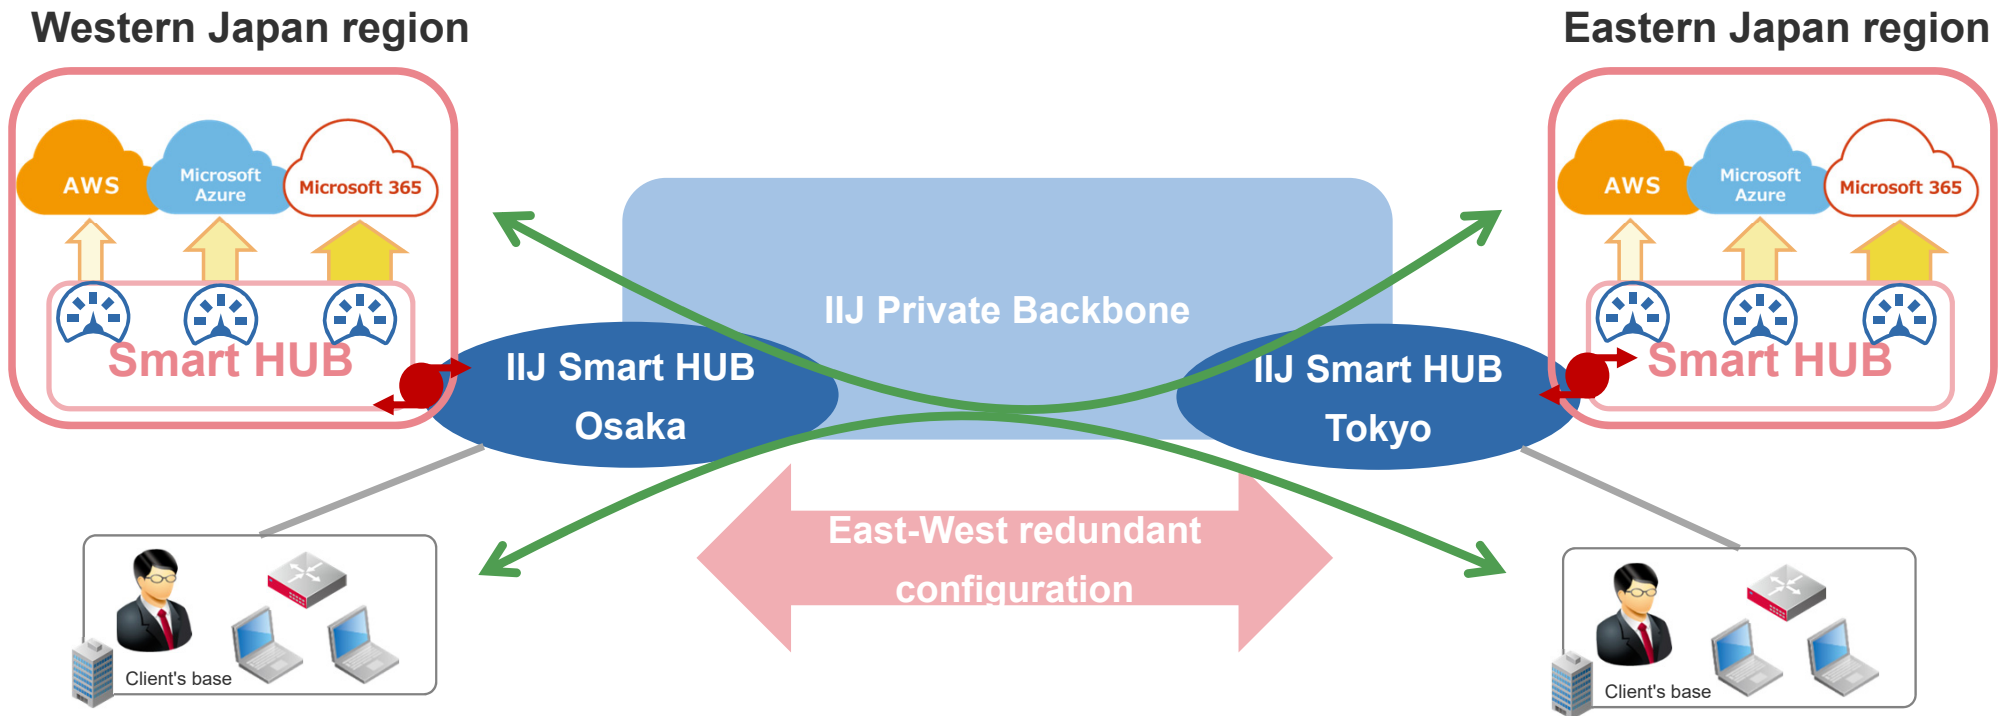 Western Japan region
Eastern Japan region
AWS
Microsoft
Azure
Microsoft 365
Smart HUB
IIJ Private Backbone
IIJ Smart HUB
Osaka
IIJ Smart HUB
Tokyo
AWS
Microsoft
Azure
Microsoft 365
Smart HUB
East-West redundant
configuration
Client's base
Client's base